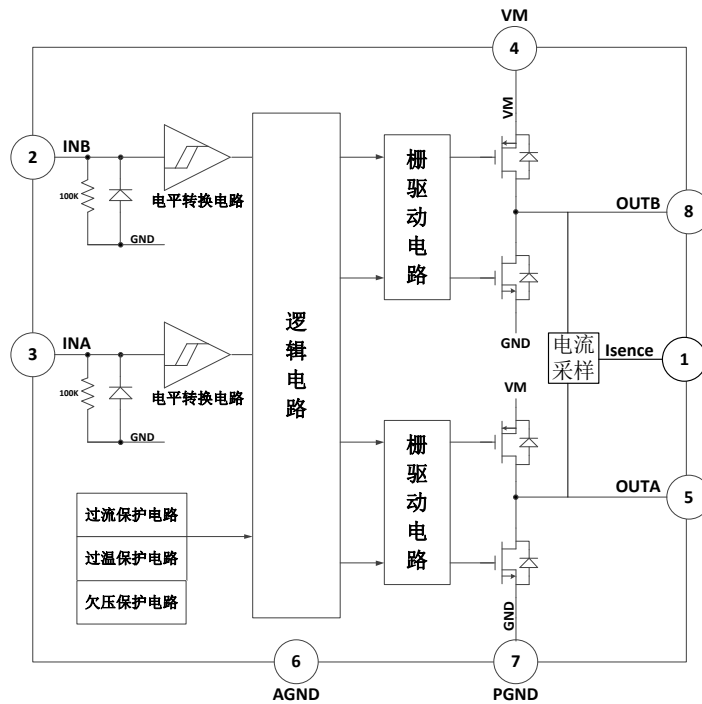 VM
4
VM
2
INB
100K
GND
电平转换电路
栅驱动电路
OUTB
8
GND
3
INA
100K
GND
电平转换电路
逻辑电路
电流
采样
Isence
1
VM
栅驱动电路
OUTA
5
过流保护电路
过温保护电路
欠压保护电路
GND
6
AGND
7
PGND